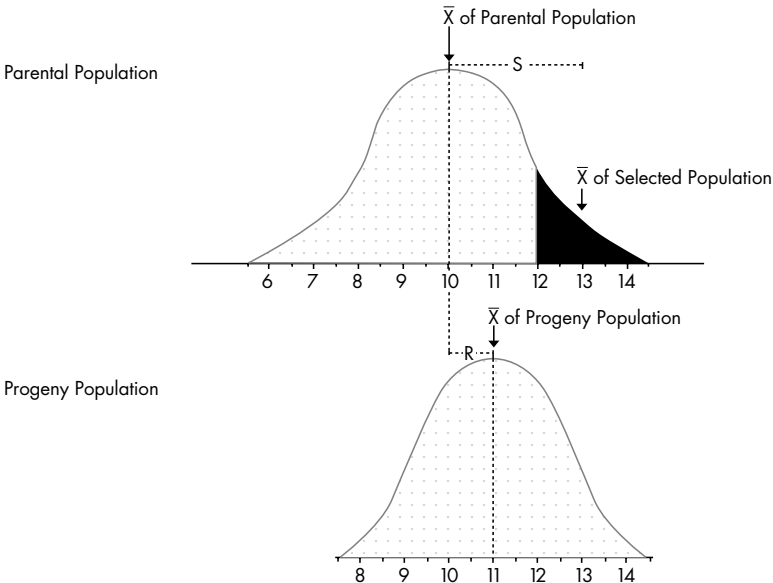 X̅ of Parental Population
S
Parental Population
X̅ of Selected Population
6 7 8 9 10 11 12 13 14
X̅ of Progeny Population
R
Progeny Population
8 9 10 11 12 13 14